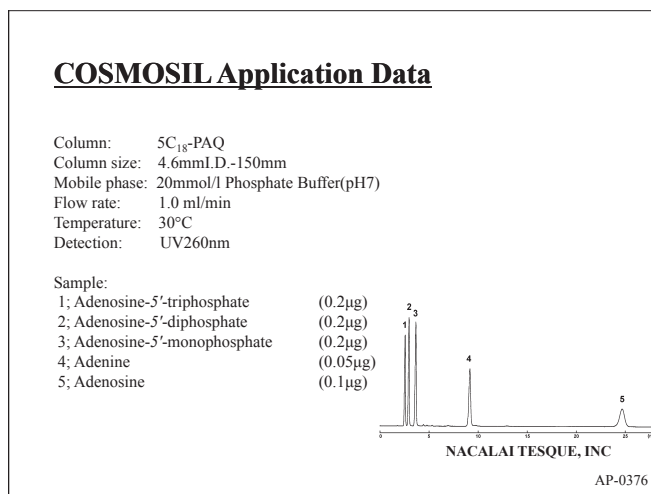 COSMOSIL Application Data
Column: 5C₁₈-PAQ
Column size: 4.6mmI.D.-150mm
Mobile phase: 20mmol/l Phosphate Buffer(pH7)
Flow rate: 1.0 ml/min
Temperature: 30°C
Detection: UV260nm
Sample:
1; Adenosine-5'-triphosphate (0.2μg)
2; Adenosine-5'-diphosphate (0.2μg)
3; Adenosine-5'-monophosphate (0.2μg)
4; Adenine (0.05μg)
5; Adenosine (0.1μg)
1 2 3 4 5
0 5 10 15 20 25
NACALAI TESQUE, INC
AP-0376